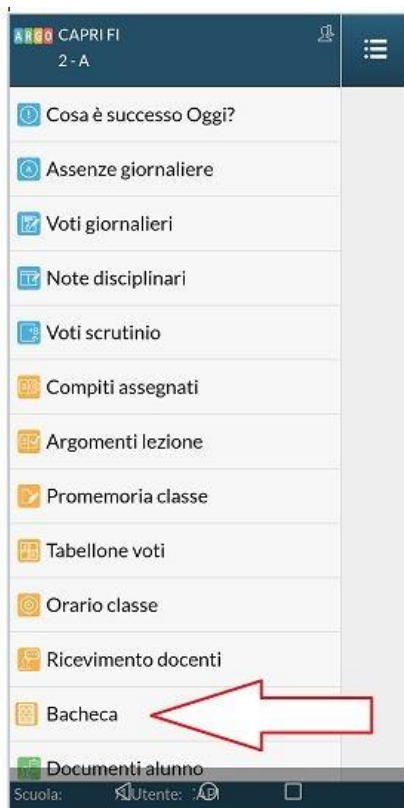 ARGO CAPRI FI
2 - A
Cosa è successo Oggi?
Assenze giornaliere
Voti giornalieri
Note disciplinari
Voti scrutinio
Compiti assegnati
Argomenti lezione
Promemoria classe
Tabellone voti
Orario classe
Ricevimento docenti
Bacheca
Documenti alunno
Scuola: Utente: